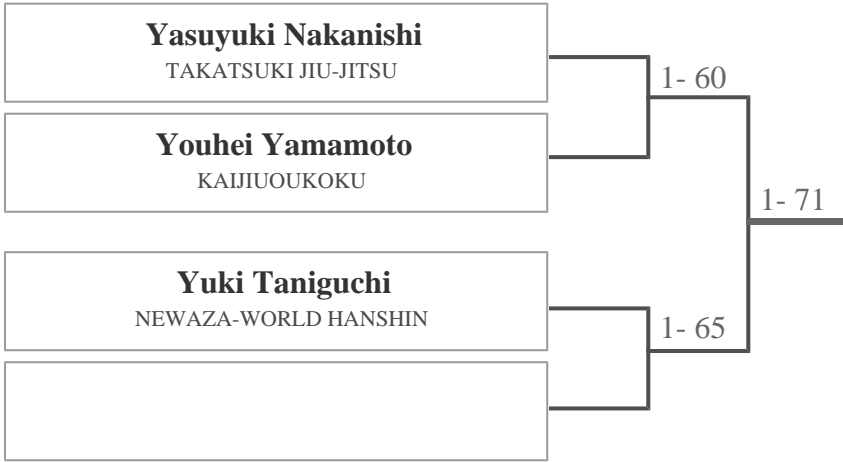 Yasuyuki Nakanishi
TAKATSUKI JIU-JITSU
1- 60
Youhei Yamamoto
KAIJIUOUKOKU
1- 71
Yuki Taniguchi
NEWAZA-WORLD HANSHIN
1- 65